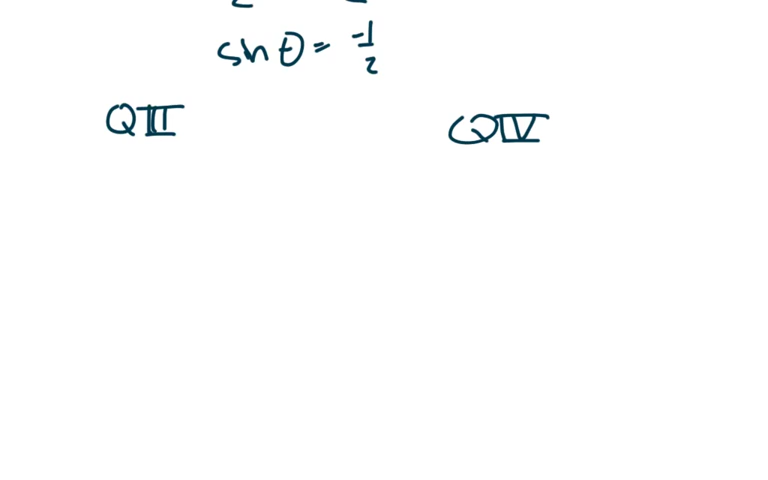 sin θ = -1/2
QIII QIV